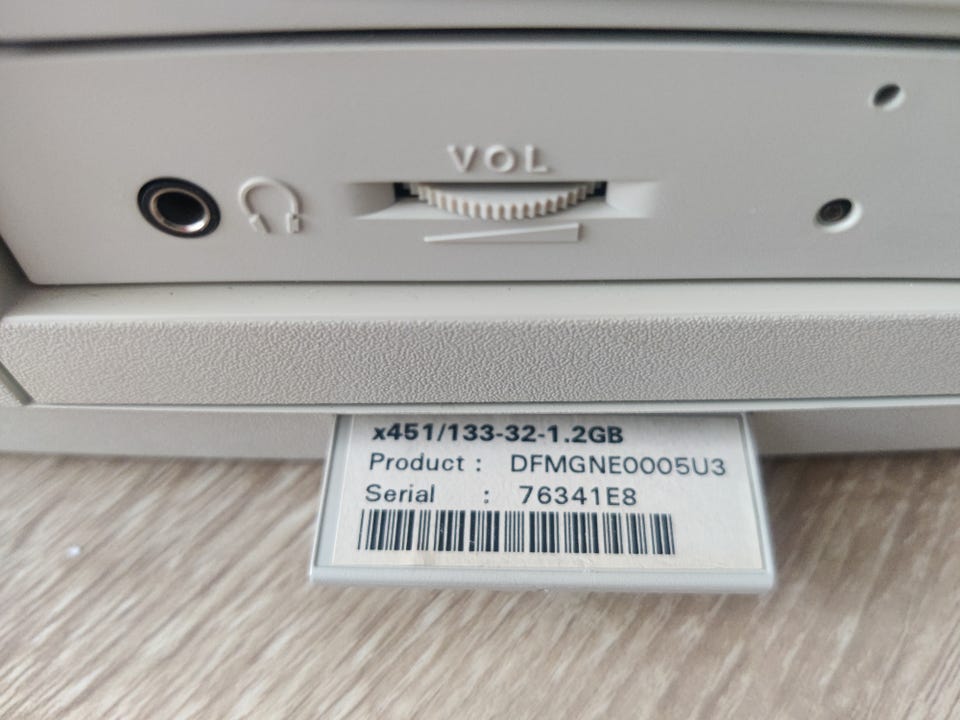 VOL
x451/133-32-1.2GB
Product : DFMGNE0005U3
Serial : 76341E8